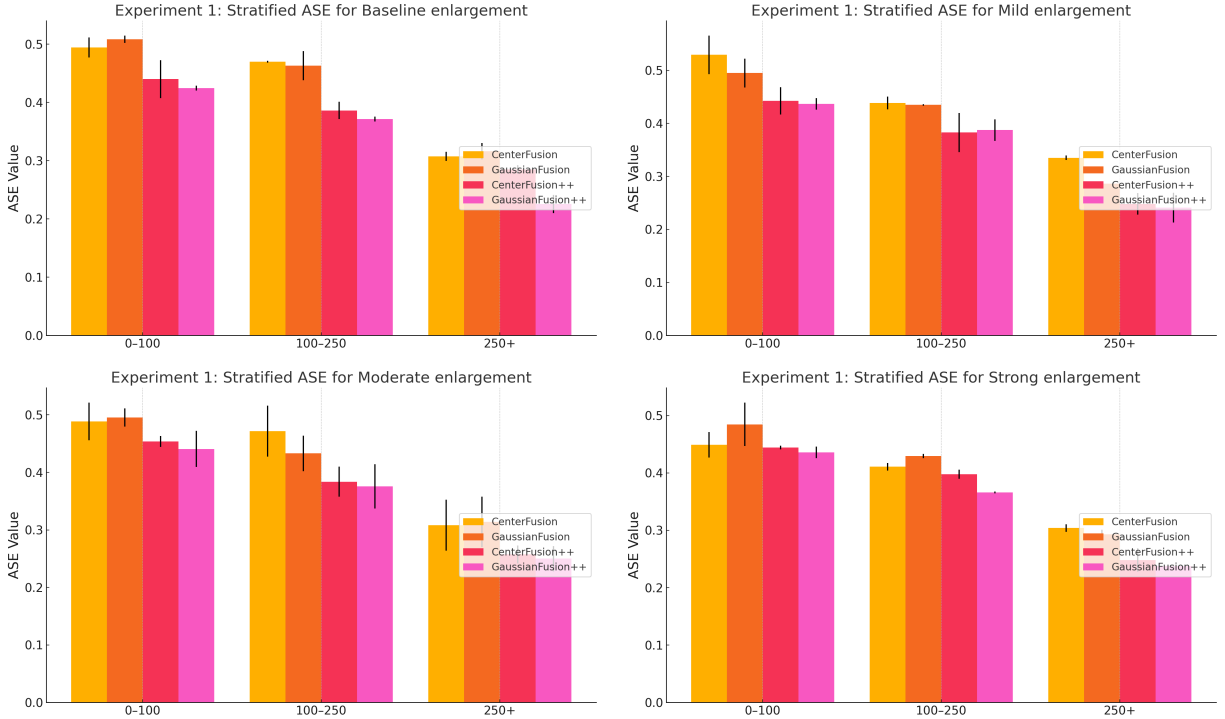 Experiment 1: Stratified ASE for Baseline enlargement
ASE Value
0.5
0.4
0.3
0.2
0.1
0.0
0–100
100–250
250+
CenterFusion
GaussianFusion
CenterFusion++
GaussianFusion++
Experiment 1: Stratified ASE for Mild enlargement
ASE Value
0.5
0.4
0.3
0.2
0.1
0.0
0–100
100–250
250+
CenterFusion
GaussianFusion
CenterFusion++
GaussianFusion++
Experiment 1: Stratified ASE for Moderate enlargement
ASE Value
0.5
0.4
0.3
0.2
0.1
0.0
0–100
100–250
250+
CenterFusion
GaussianFusion
CenterFusion++
GaussianFusion++
Experiment 1: Stratified ASE for Strong enlargement
ASE Value
0.5
0.4
0.3
0.2
0.1
0.0
0–100
100–250
250+
CenterFusion
GaussianFusion
CenterFusion++
GaussianFusion++